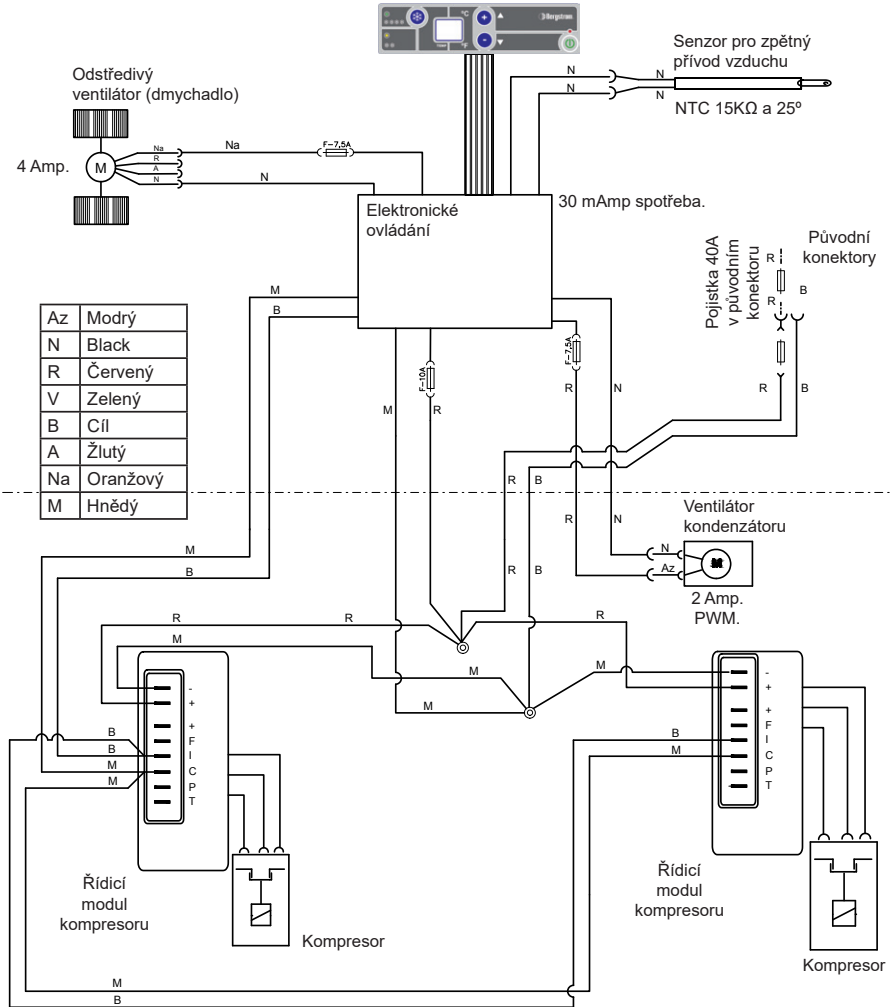 °C
°F
Bergstrom
Senzor pro zpětný
přívod vzduchu
NTC 15KΩ a 25º
N
N
N
N
Odstředivý
ventilátor (dmychadlo)
4 Amp.
M
Na
R
A
N
Na
F-7,5A
N
Elektronické
ovládání
30 mAmp spotřeba.
Pojistka 40A
v původním
konektoru
Původní
konektory
R
R
B
R
B
M
B
Az Modrý
N Black
R Červený
V Zelený
B Cíl
A Žlutý
Na Oranžový
M Hnědý
F-10A
F-7,5A
M
R
R
N
R
B
R
N
R
B
Ventilátor
kondenzátoru
N
Az
M
2 Amp.
PWM.
M
B
R
R
R
M
M
M
M
-
+
+
F
I
C
P
T
B
B
M
M
-
+
+
F
I
C
P
T
B
M
Řídicí
modul
kompresoru
Kompresor
Řídicí
modul
kompresoru
Kompresor
M
B